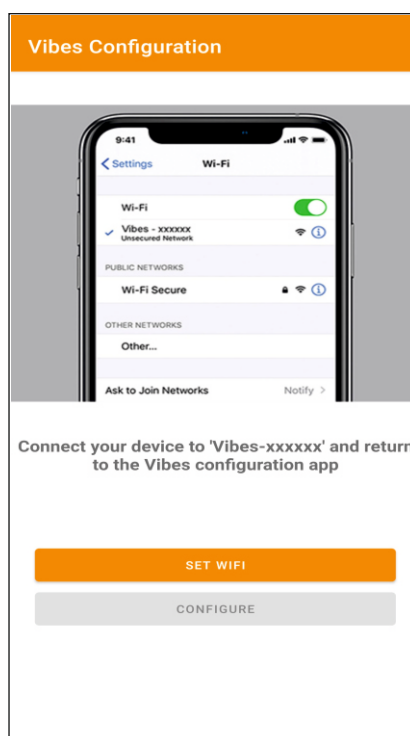 Vibes Configuration
9:41
Settings Wi-Fi
Wi-Fi
Vibes - xxxxxx
Unsecured Network
PUBLIC NETWORKS
Wi-Fi Secure
OTHER NETWORKS
Other...
Ask to Join Networks Notify
Connect your device to 'Vibes-xxxxxx' and return
to the Vibes configuration app
SET WIFI
CONFIGURE